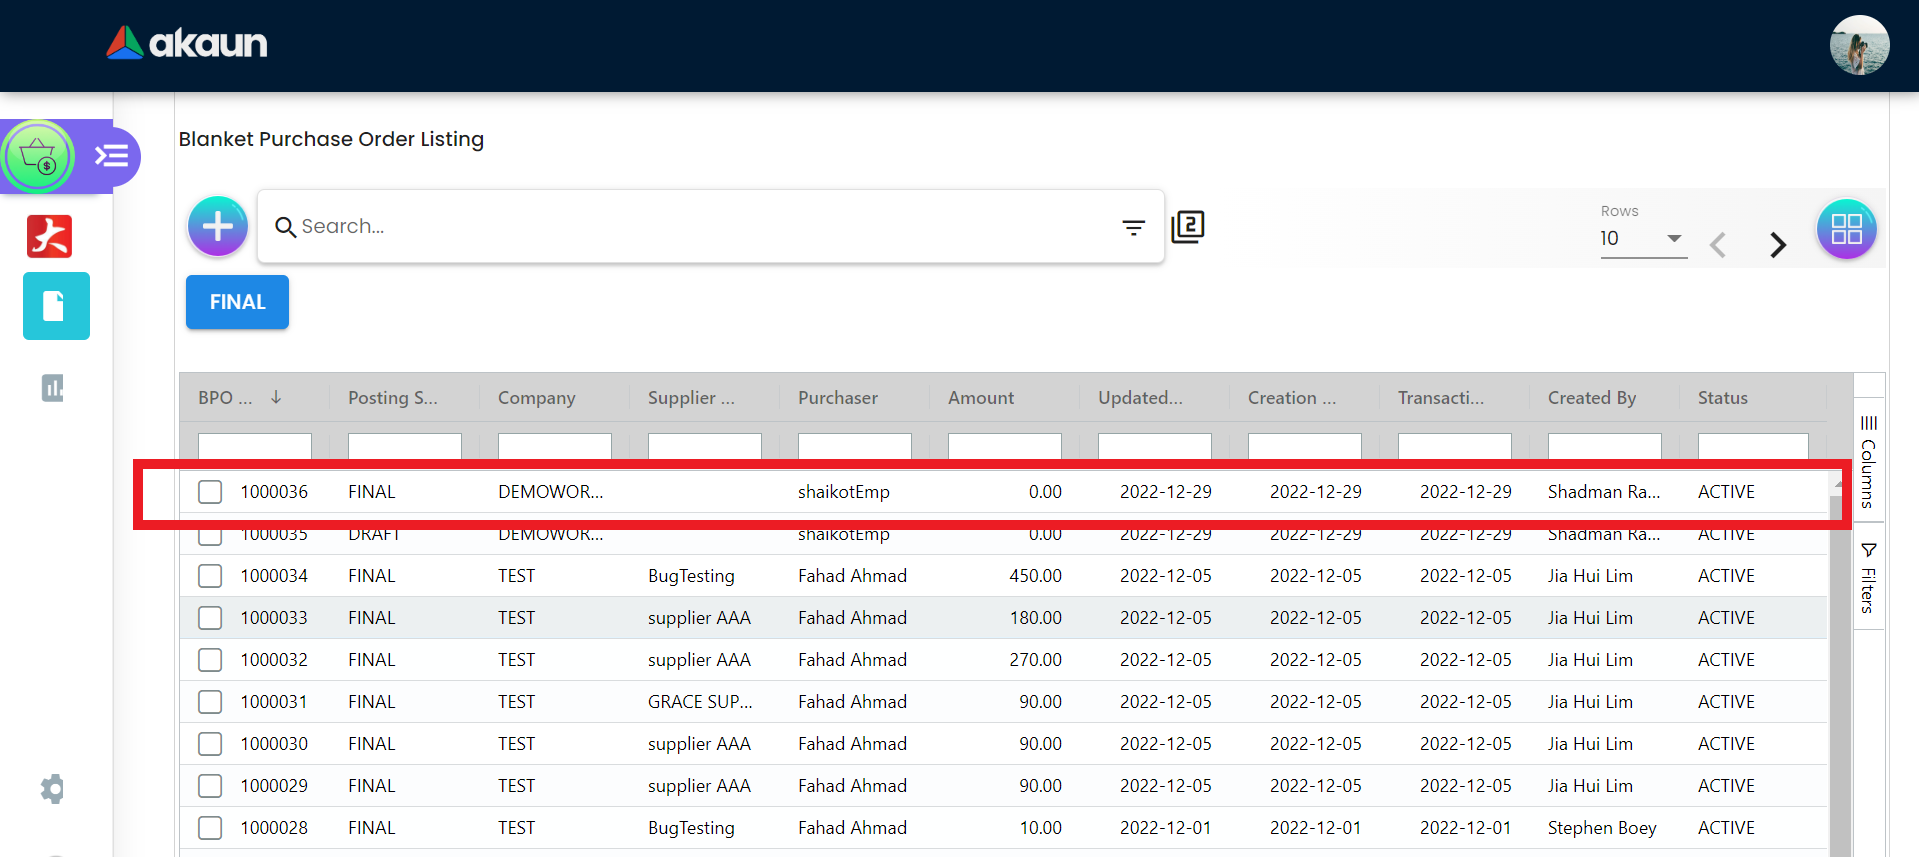 akaun
Blanket Purchase Order Listing
Search...
2
Rows
10
大
FINAL
BPO ... Posting S... Company Supplier ... Purchaser Amount Updated... Creation ... Transacti... Created By Status
Columns
Filters
1000036 FINAL DEMOWOR... shaikotEmp 0.00 2022-12-29 2022-12-29 2022-12-29 Shadman Ra... ACTIVE
1000035 DRAFT DEMOWOR... shaikotEmp 0.00 2022-12-29 2022-12-29 2022-12-29 Shadman Ra... ACTIVE
1000034 FINAL TEST BugTesting Fahad Ahmad 450.00 2022-12-05 2022-12-05 2022-12-05 Jia Hui Lim ACTIVE
1000033 FINAL TEST supplier AAA Fahad Ahmad 180.00 2022-12-05 2022-12-05 2022-12-05 Jia Hui Lim ACTIVE
1000032 FINAL TEST supplier AAA Fahad Ahmad 270.00 2022-12-05 2022-12-05 2022-12-05 Jia Hui Lim ACTIVE
1000031 FINAL TEST GRACE SUP... Fahad Ahmad 90.00 2022-12-05 2022-12-05 2022-12-05 Jia Hui Lim ACTIVE
1000030 FINAL TEST supplier AAA Fahad Ahmad 90.00 2022-12-05 2022-12-05 2022-12-05 Jia Hui Lim ACTIVE
1000029 FINAL TEST supplier AAA Fahad Ahmad 90.00 2022-12-05 2022-12-05 2022-12-05 Jia Hui Lim ACTIVE
1000028 FINAL TEST BugTesting Fahad Ahmad 10.00 2022-12-01 2022-12-01 2022-12-01 Stephen Boey ACTIVE